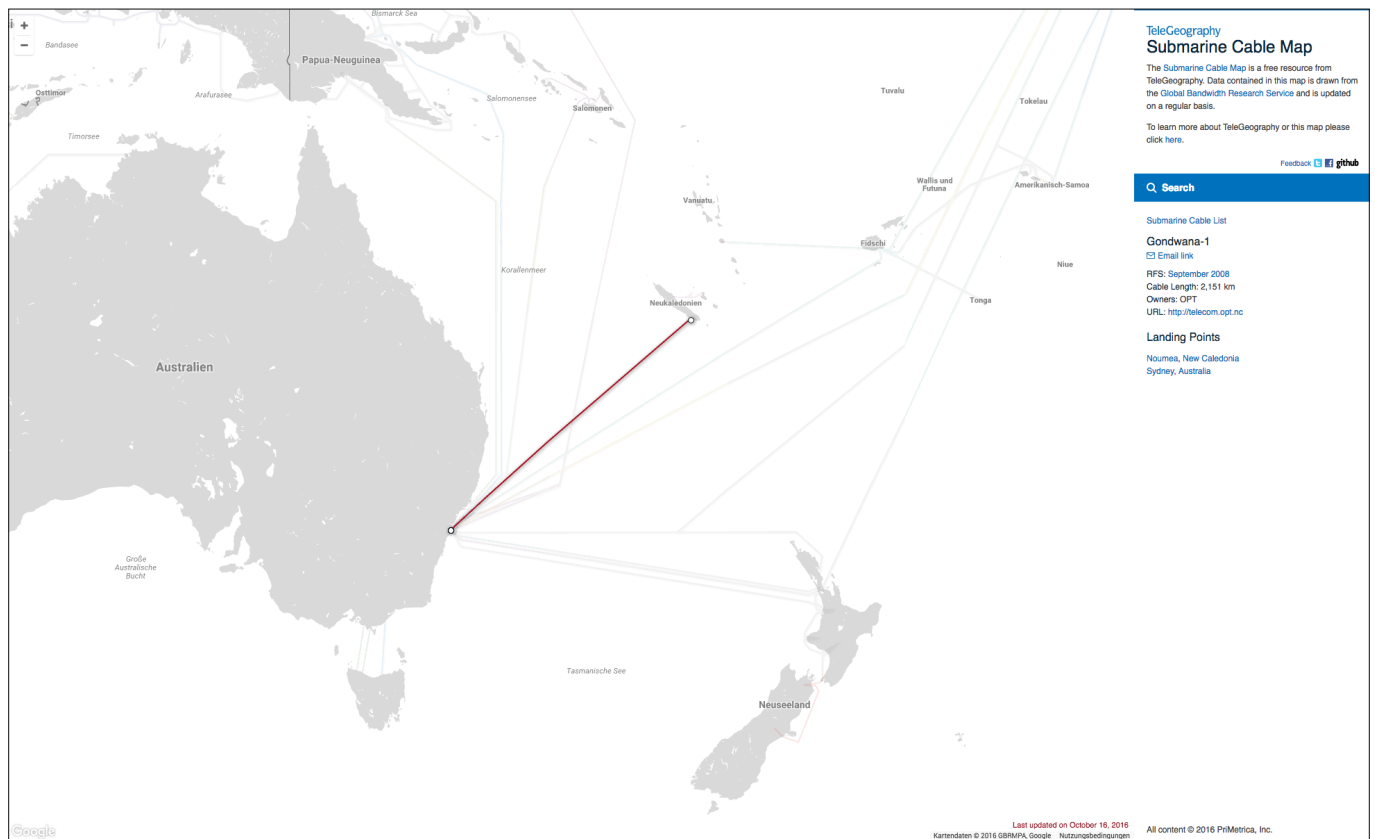 +
−
Bismarck Sea
Bandasee
Papua-Neuguinea
Osttimor
Arafurasee
Salomonensee
Salomonen
Tuvalu
Tokelau
Timorsee
Wallis und
Futuna
Amerikanisch-Samoa
Vanuatu
Fidschi
Korallenmeer
Niue
Neukaledonien
Tonga
Australien
Große
Australische
Bucht
Tasmanische See
Neuseeland
Google
Last updated on October 16, 2016
Kartendaten © 2016 GBRMPA, Google Nutzungsbedingungen
TeleGeography
Submarine Cable Map
The Submarine Cable Map is a free resource from
TeleGeography. Data contained in this map is drawn from
the Global Bandwidth Research Service and is updated
on a regular basis.
To learn more about TeleGeography or this map please
click here.
Feedback github
Search
Submarine Cable List
Gondwana-1
Email link
RFS: September 2008
Cable Length: 2,151 km
Owners: OPT
URL: http://telecom.opt.nc
Landing Points
Noumea, New Caledonia
Sydney, Australia
All content © 2016 PriMetrica, Inc.